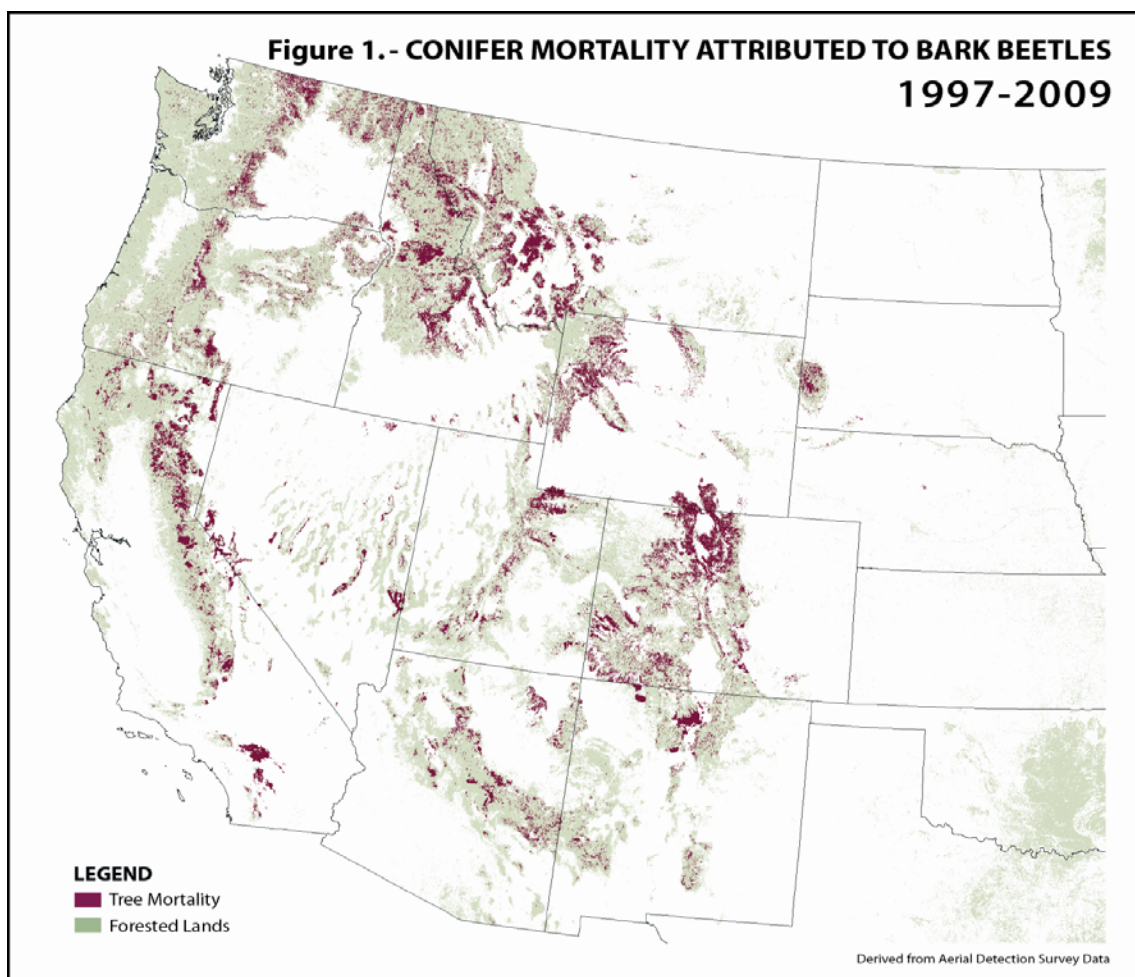 Figure 1.- CONIFER MORTALITY ATTRIBUTED TO BARK BEETLES
1997-2009
LEGEND
Tree Mortality
Forested Lands
Derived from Aerial Detection Survey Data